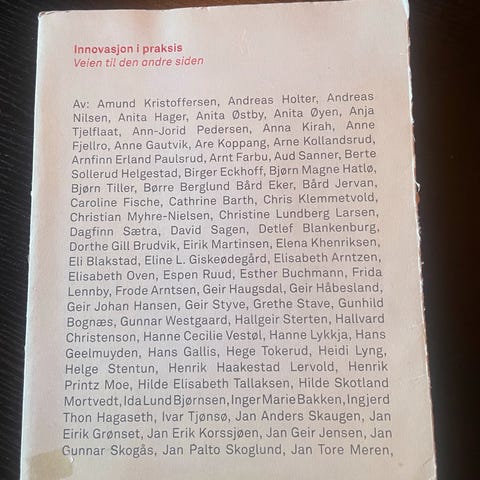 Innovasjon i praksis
Veien til den andre siden
Av: Amund Kristoffersen, Andreas Holter, Andreas
Nilsen, Anita Hager, Anita Østby, Anita Øyen, Anja
Tjelflaat, Ann-Jorid Pedersen, Anna Kirah, Anne
Fjellro, Anne Gautvik, Are Koppang, Arne Kollandsrud,
Arnfinn Erland Paulsrud, Arnt Farbu, Aud Sanner, Berte
Sollerud Helgestad, Birger Eckhoff, Bjørn Magne Hatlø,
Bjørn Tiller, Børre Berglund Bård Eker, Bård Jervan,
Caroline Fische, Cathrine Barth, Chris Klemmetvold,
Christian Myhre-Nielsen, Christine Lundberg Larsen,
Dagfinn Sætra, David Sagen, Detlef Blankenburg,
Dorthe Gill Brudvik, Eirik Martinsen, Elena Khenriksen,
Eli Blakstad, Eline L. Giskeødegård, Elisabeth Arntzen,
Elisabeth Oven, Espen Ruud, Esther Buchmann, Frida
Lennby, Frode Arntsen, Geir Haugsdal, Geir Håbesland,
Geir Johan Hansen, Geir Styve, Grethe Stave, Gunhild
Bognæs, Gunnar Westgaard, Hallgeir Sterten, Hallvard
Christenson, Hanne Cecilie Vestøl, Hanne Lykkja, Hans
Geelmuyden, Hans Gallis, Hege Tokerud, Heidi Lyng,
Helge Stentun, Henrik Haakestad Lervold, Henrik
Printz Moe, Hilde Elisabeth Tallaksen, Hilde Skotland
Mortvedt, Ida Lund Bjørnsen, Inger Marie Bakken, Ingjerd
Thon Hagaseth, Ivar Tjønsø, Jan Anders Skaugen, Jan
Eirik Grønset, Jan Erik Korssjøen, Jan Geir Jensen, Jan
Gunnar Skogås, Jan Palto Skoglund, Jan Tore Meren,